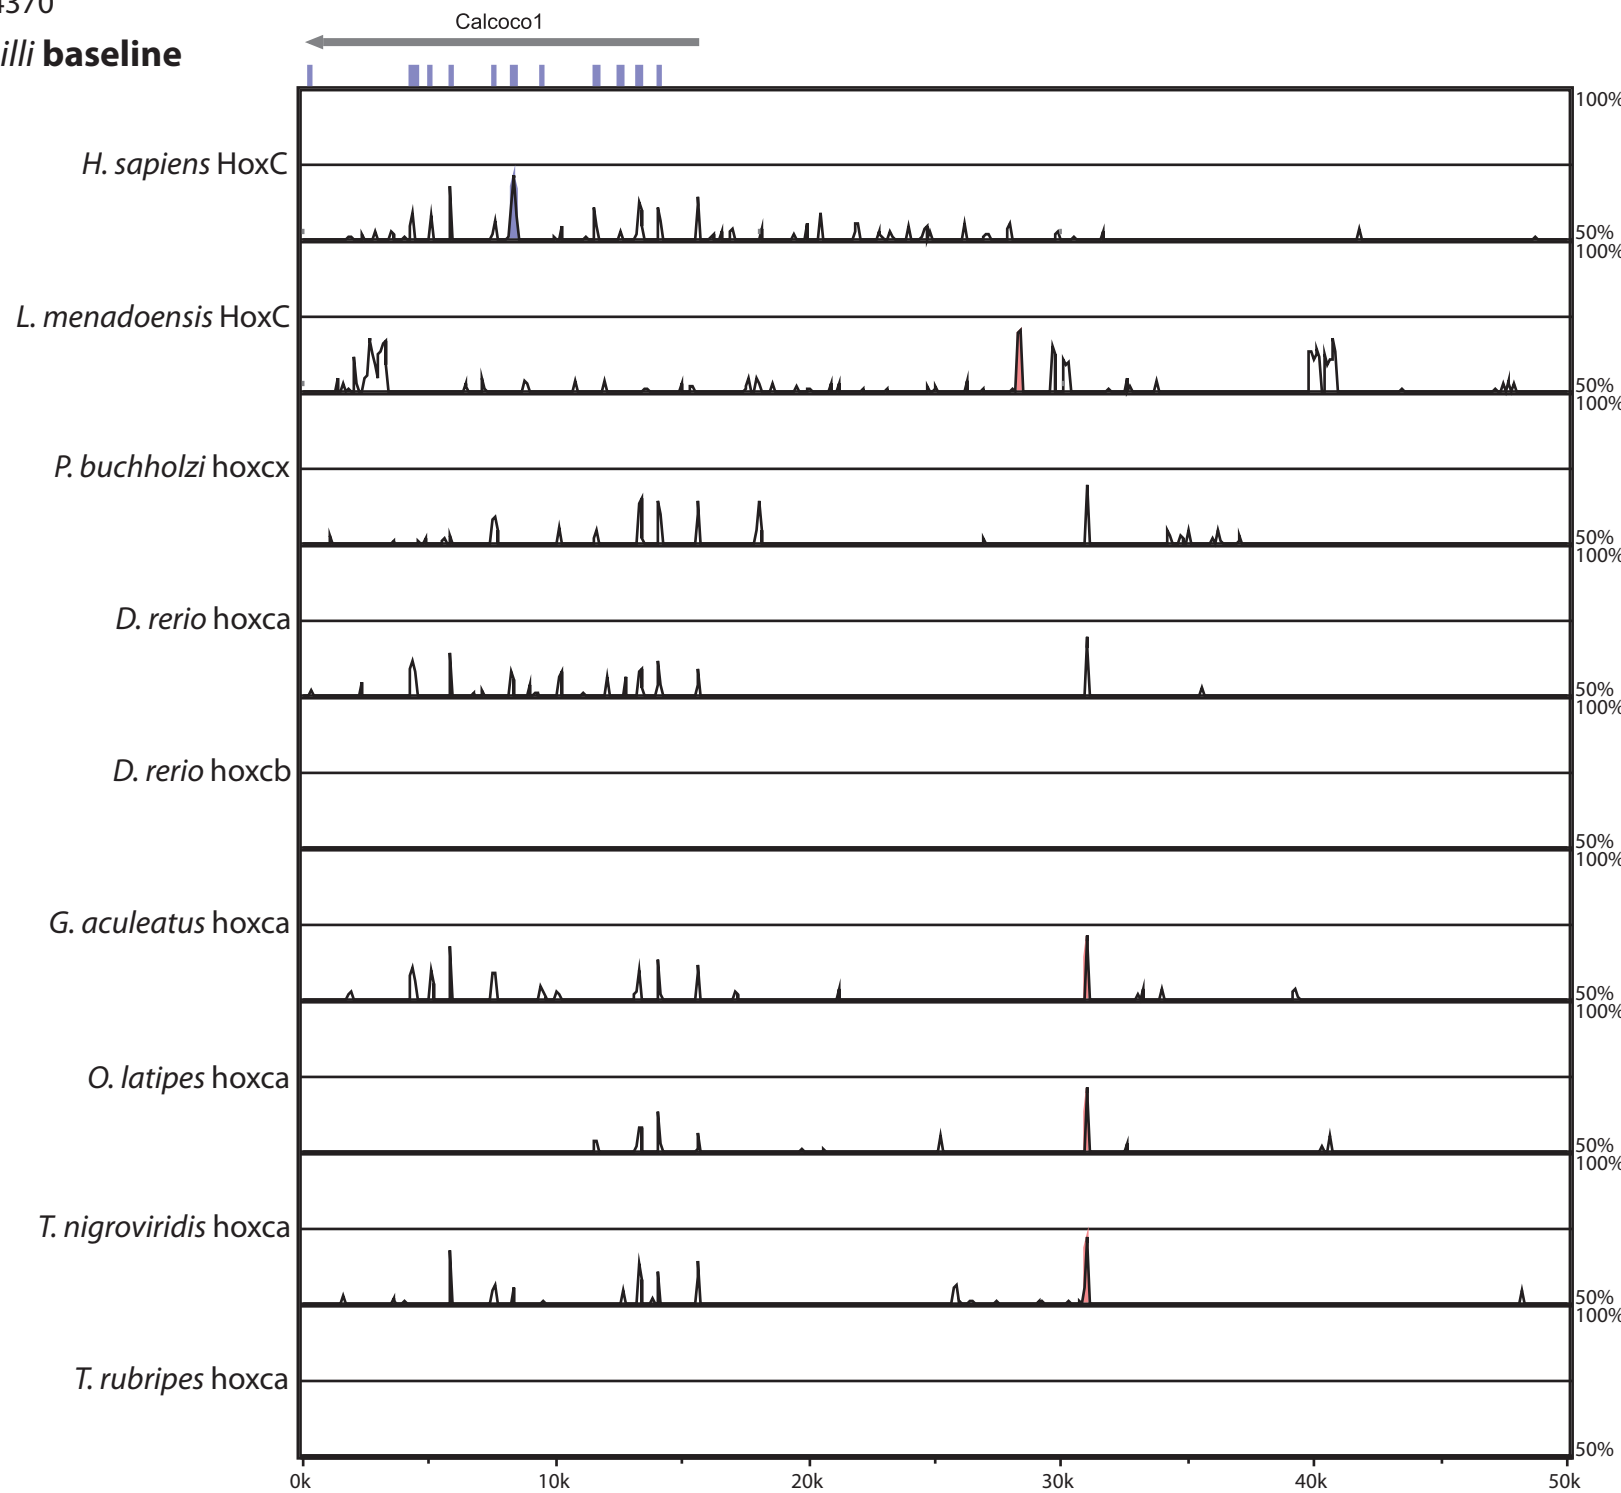 4370
Calcoco1
illi baseline
100%
H. sapiens HoxC
50%
100%
L. menadoensis HoxC
50%
100%
P. buchholzi hoxcx
50%
100%
D. rerio hoxca
50%
100%
D. rerio hoxcb
50%
100%
G. aculeatus hoxca
50%
100%
O. latipes hoxca
50%
100%
T. nigroviridis hoxca
50%
100%
T. rubripes hoxca
50%
0k 10k 20k 30k 40k 50k